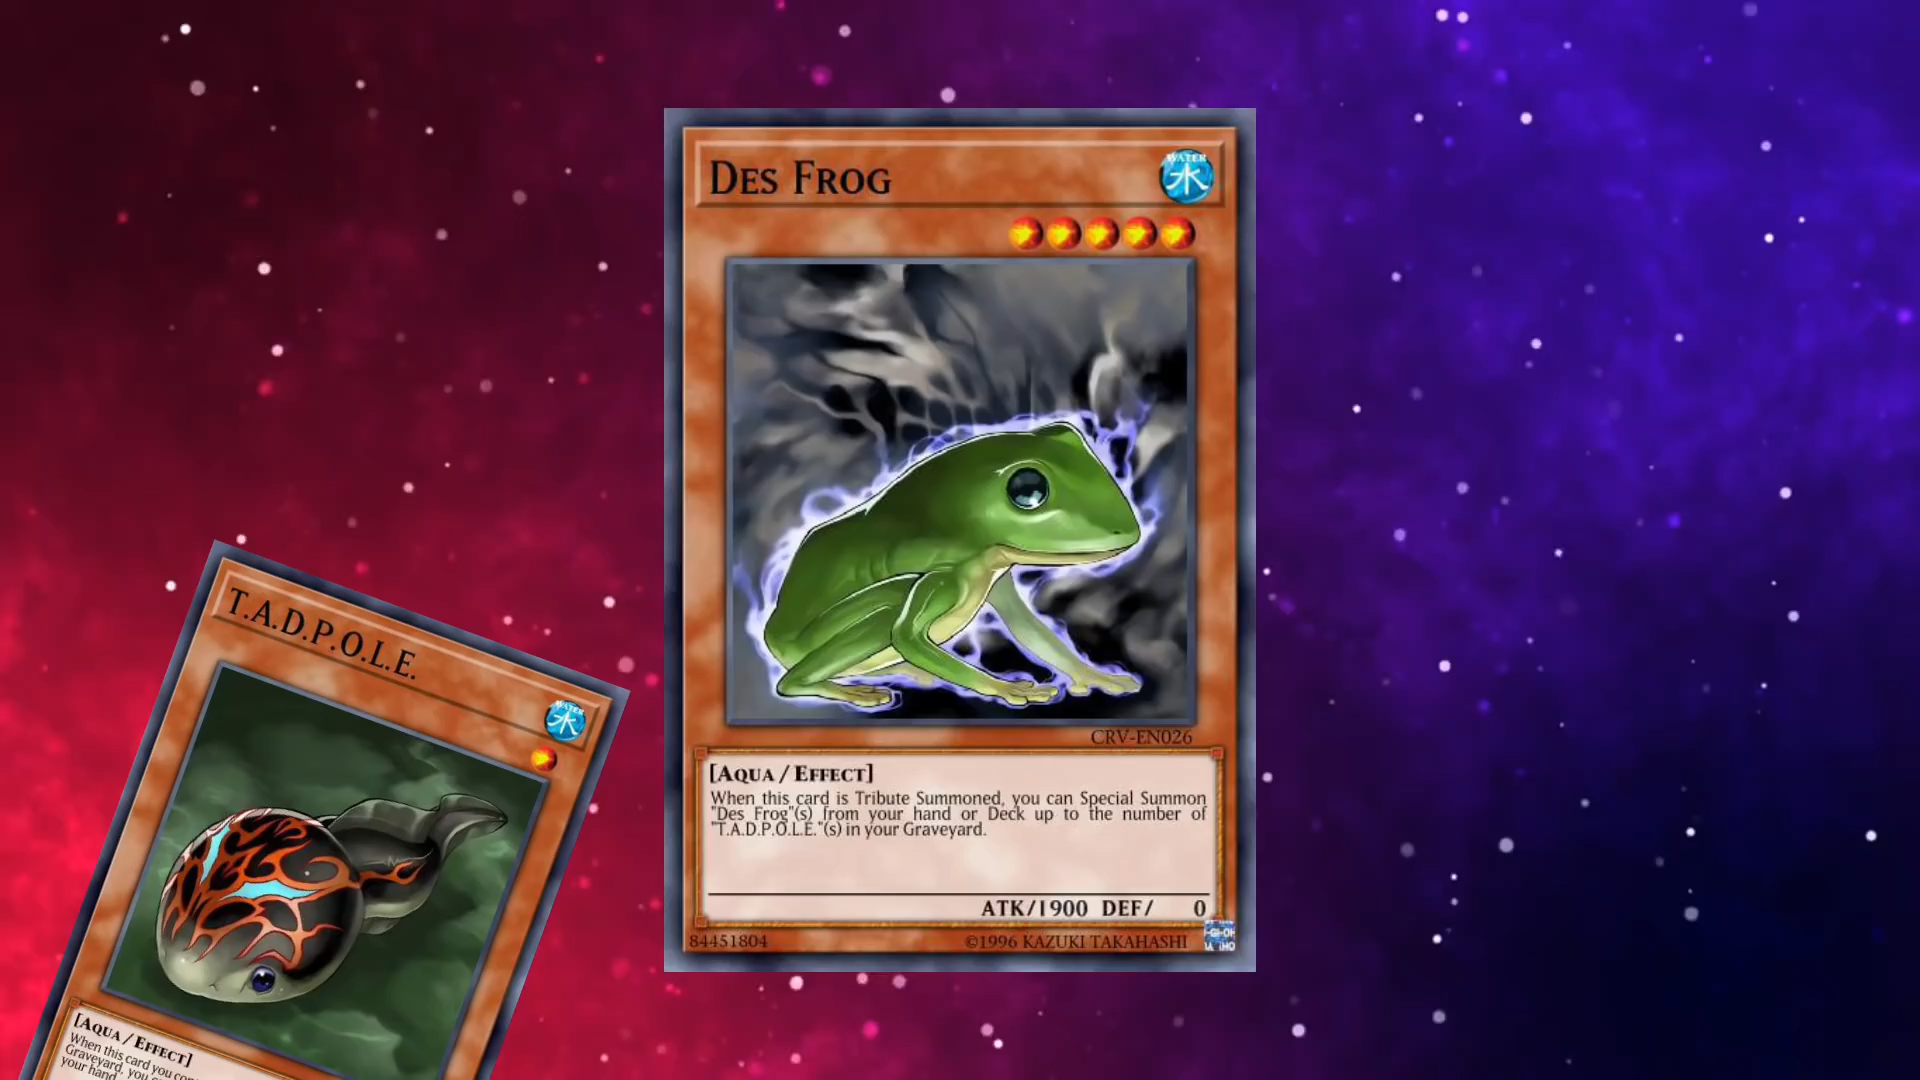 DES FROG
WATER
水
CRV-EN026
[AQUA / EFFECT]
When this card is Tribute Summoned, you can Special Summon
"Des Frog"(s) from your hand or Deck up to the number of
"T.A.D.P.O.L.E."(s) in your Graveyard.
ATK/1900 DEF/ 0
84451804
©1996 KAZUKI TAKAHASHI
T.A.D.P.O.L.E.
WATER
水
[AQUA / EFFECT]
When this card you
Graveyard, you
your hand